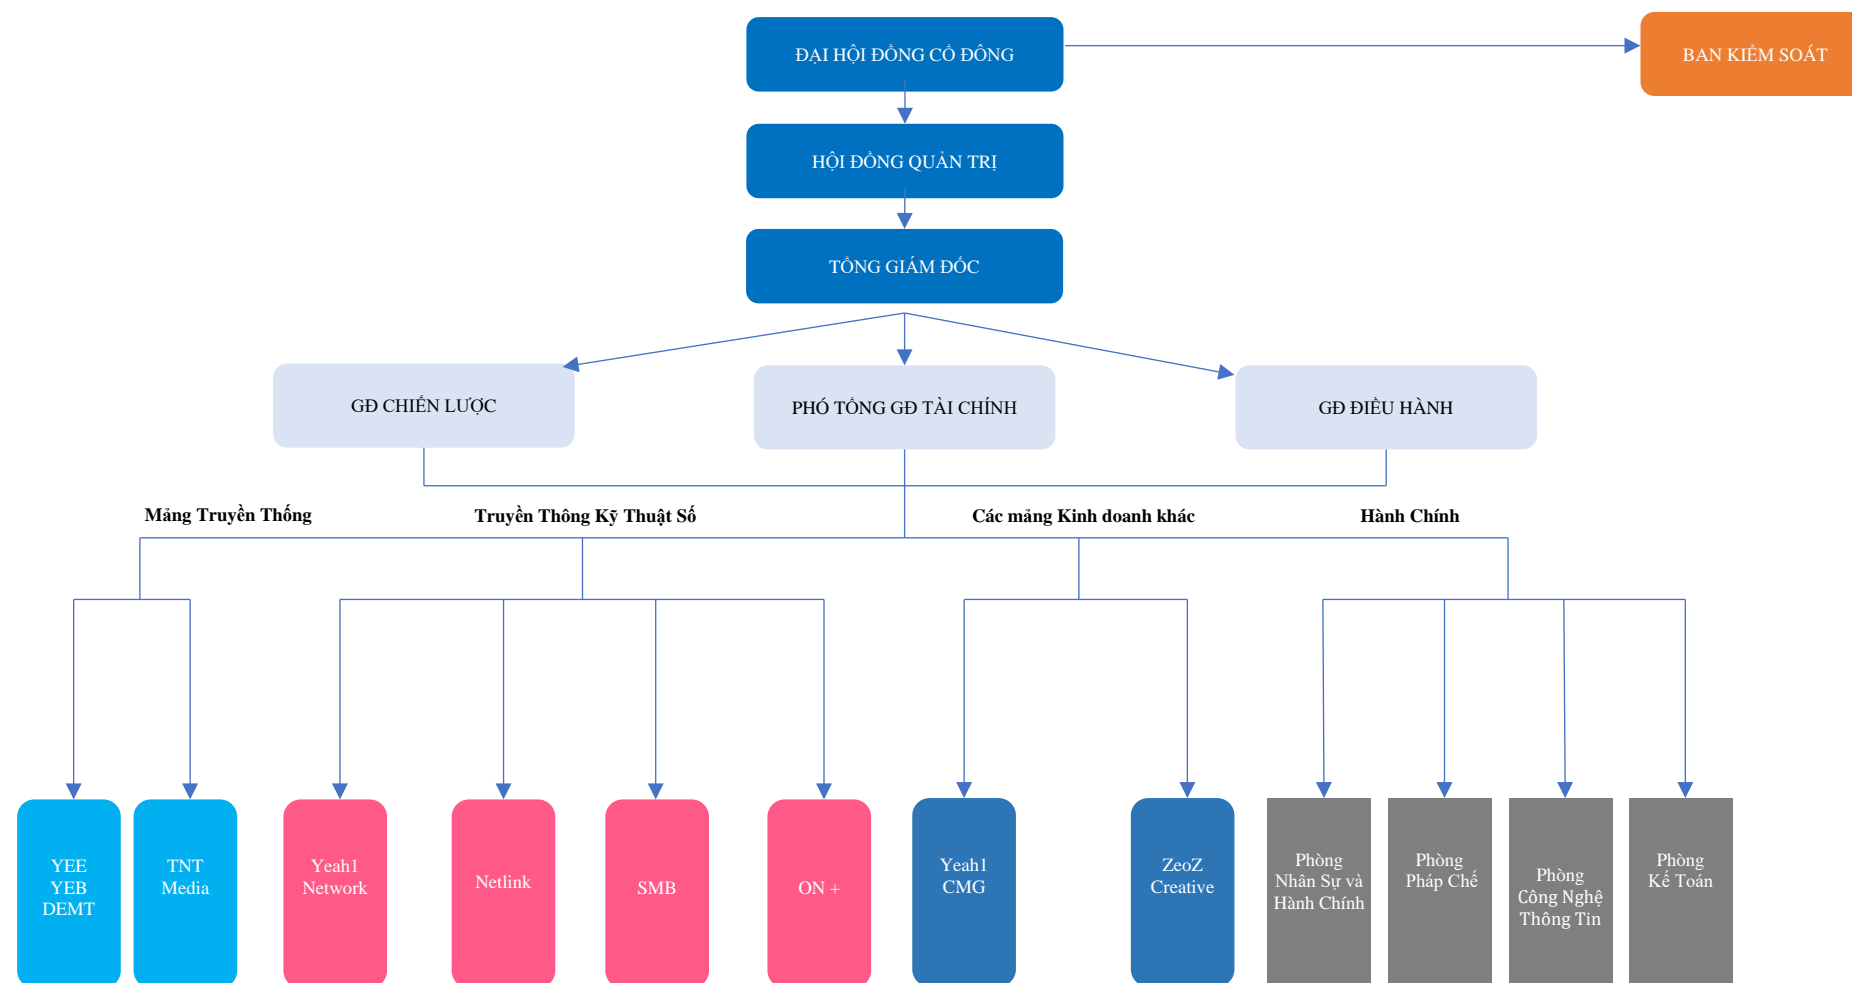 ĐẠI HỘI ĐỒNG CỔ ĐÔNG
BAN KIỂM SOÁT
HỘI ĐỒNG QUẢN TRỊ
TỔNG GIÁM ĐỐC
GĐ CHIẾN LƯỢC
PHÓ TỔNG GĐ TÀI CHÍNH
GĐ ĐIỀU HÀNH
Mảng Truyền Thống
Truyền Thông Kỹ Thuật Số
Các mảng Kinh doanh khác
Hành Chính
YEE
YEB
DEMT
TNT
Media
Yeah1
Network
Netlink
SMB
ON +
Yeah1
CMG
ZeoZ
Creative
Phòng
Nhân Sự và
Hành Chính
Phòng
Pháp Chế
Phòng
Công Nghệ
Thông Tin
Phòng
Kế Toán